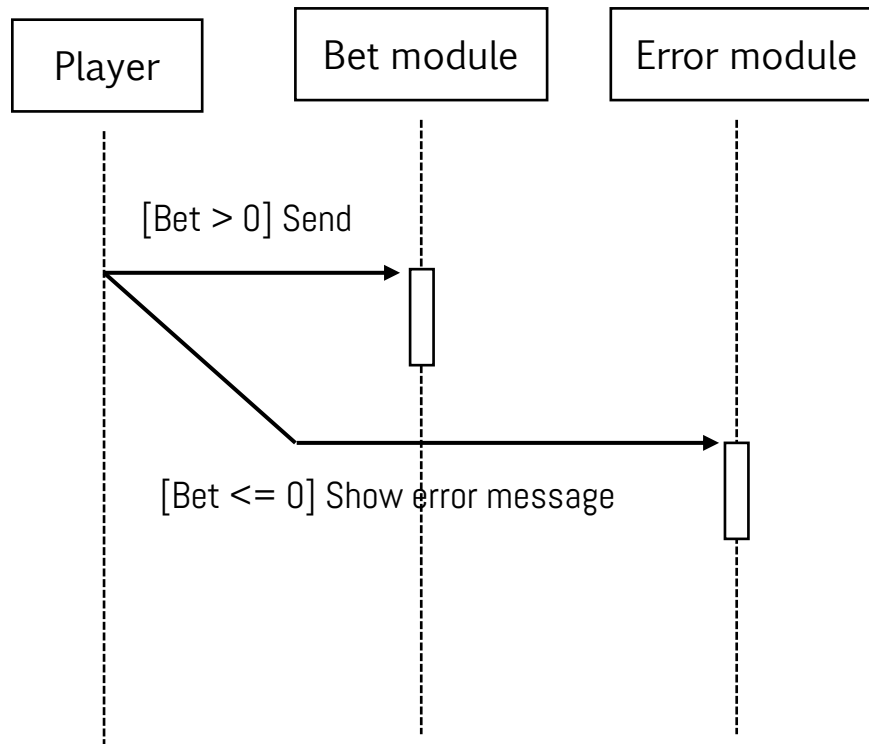 Player
Bet module
Error module
[Bet > 0] Send
[Bet <= 0] Show error message